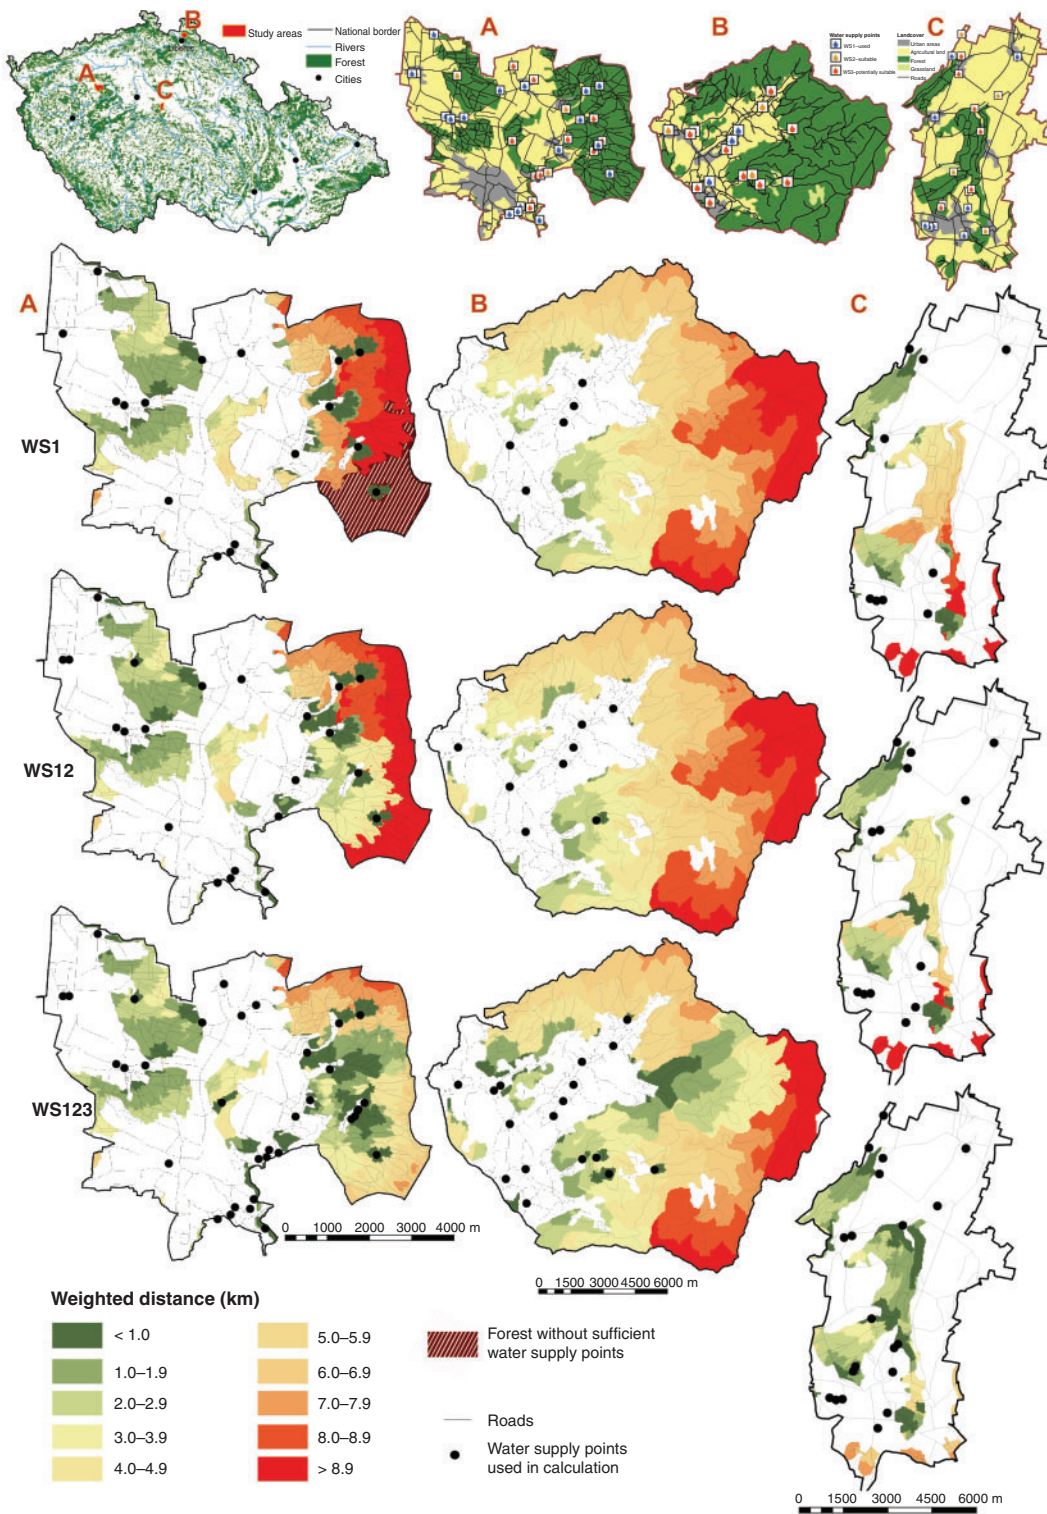 B
Liberec
A
C
Study areas
National border
Rivers
Forest
Cities
A
B
Water supply points
WS1–used
WS2–suitable
WS3–potentially suitable
Landcover
Urban areas
Agricultural land
Forest
Grassland
Roads
C
A
B
C
WS1
WS12
WS123
0 1000 2000 3000 4000 m
0 1500 3000 4500 6000 m
Weighted distance (km)
< 1.0
1.0–1.9
2.0–2.9
3.0–3.9
4.0–4.9
5.0–5.9
6.0–6.9
7.0–7.9
8.0–8.9
> 8.9
Forest without sufficient
water supply points
Roads
Water supply points
used in calculation
0 1500 3000 4500 6000 m